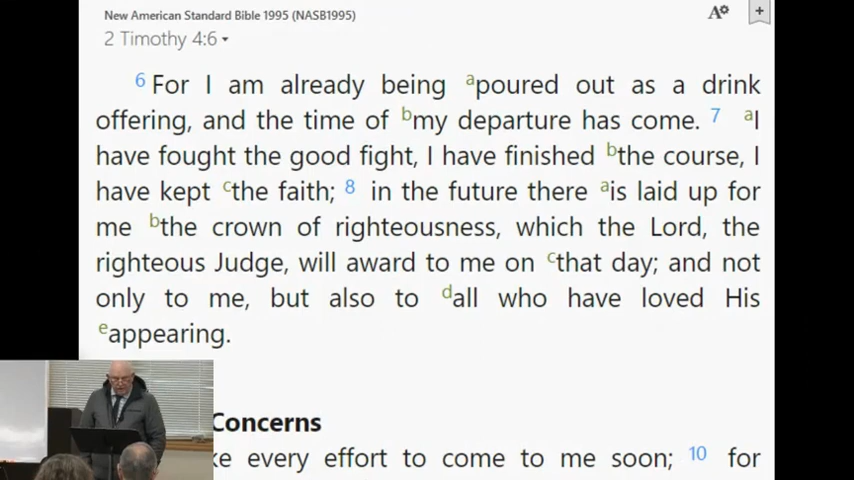 New American Standard Bible 1995 (NASB1995)
A
+
2 Timothy 4:6
6 For I am already being a poured out as a drink
offering, and the time of b my departure has come. 7 a I
have fought the good fight, I have finished b the course, I
have kept c the faith; 8 in the future there a is laid up for
me b the crown of righteousness, which the Lord, the
righteous Judge, will award to me on c that day; and not
only to me, but also to d all who have loved His
e appearing.
Concerns
ke every effort to come to me soon; 10 for